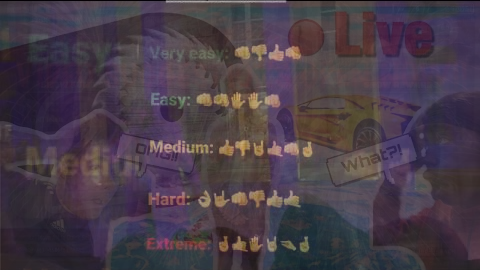 Easy Very easy: 👊👎👍👊 Live
Easy: 👊👊✋✋👊
Medium: 👍👎🤘👍👍🤙
OMG!! What?!
Medium
Hard: 👌🤘👊👎👍🤙
Extreme: